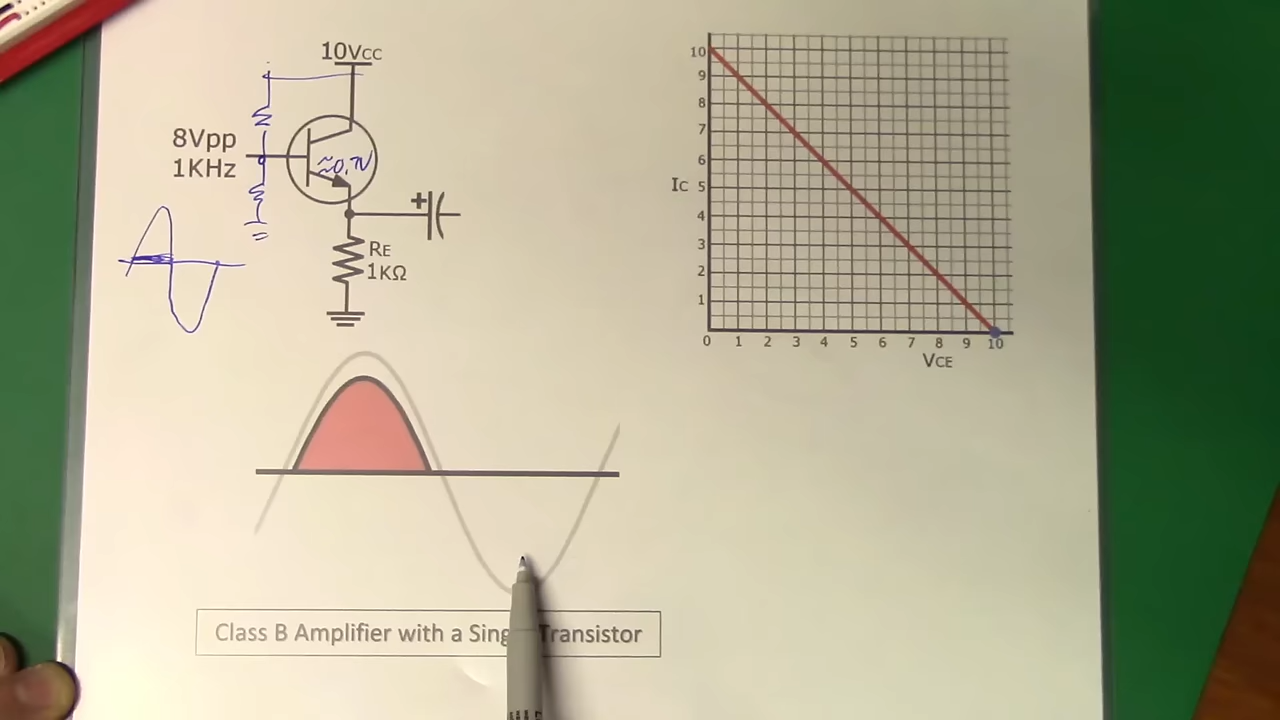 10Vcc
8Vpp
1KHz
≈0.7V
+
RE
1KΩ
10
9
8
7
6
Ic 5
4
3
2
1
0 1 2 3 4 5 6 7 8 9 10
VCE
Class B Amplifier with a Transistor